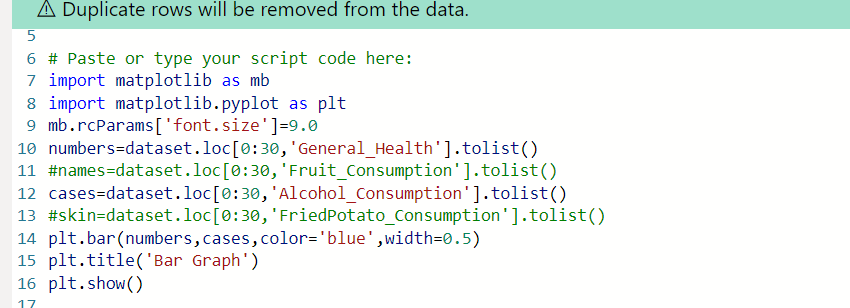 ⚠ Duplicate rows will be removed from the data.
5
6 # Paste or type your script code here:
7 import matplotlib as mb
8 import matplotlib.pyplot as plt
9 mb.rcParams['font.size']=9.0
10 numbers=dataset.loc[0:30,'General_Health'].tolist()
11 #names=dataset.loc[0:30,'Fruit_Consumption'].tolist()
12 cases=dataset.loc[0:30,'Alcohol_Consumption'].tolist()
13 #skin=dataset.loc[0:30,'FriedPotato_Consumption'].tolist()
14 plt.bar(numbers,cases,color='blue',width=0.5)
15 plt.title('Bar Graph')
16 plt.show()
17